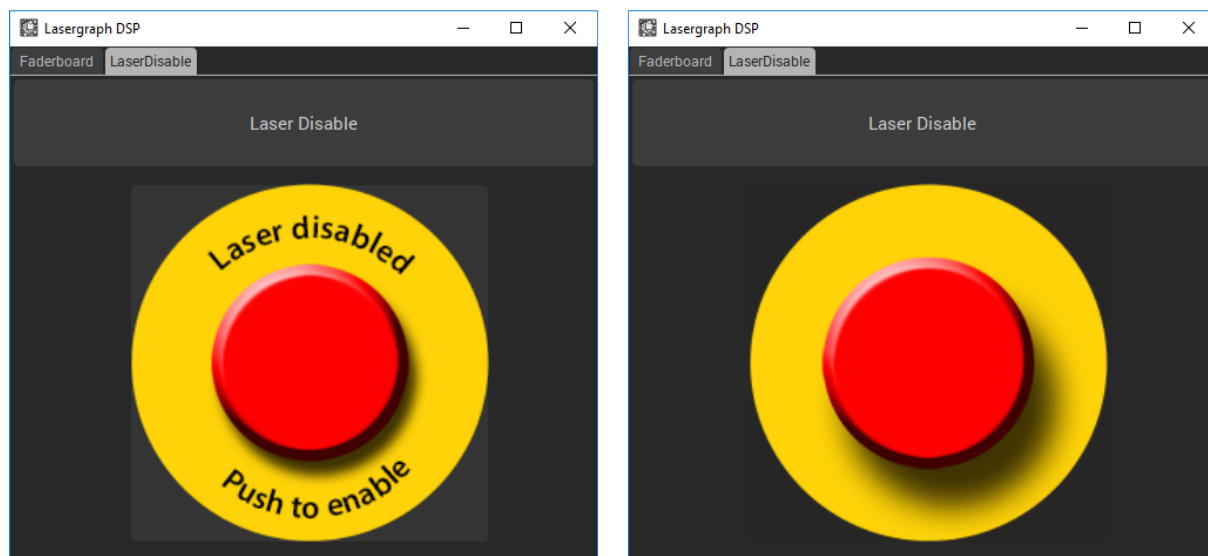 Lasergraph DSP
Faderboard LaserDisable
Laser Disable
Laser disabled
Push to enable
Lasergraph DSP
Faderboard LaserDisable
Laser Disable